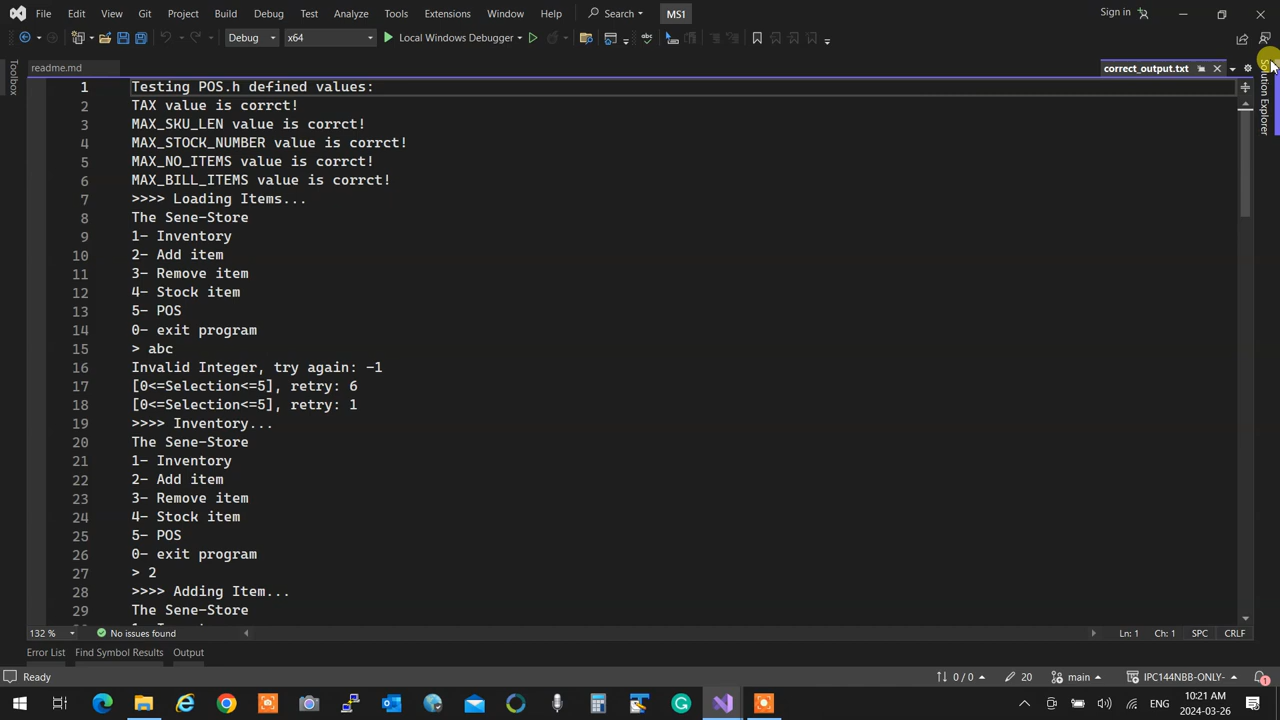 File Edit View Git Project Build Debug Test Analyze Tools Extensions Window Help Search MS1 Sign in
Debug x64 Local Windows Debugger
Toolbox
readme.md correct_output.txt
Solution Explorer
1 Testing POS.h defined values:
2 TAX value is corrct!
3 MAX_SKU_LEN value is corrct!
4 MAX_STOCK_NUMBER value is corrct!
5 MAX_NO_ITEMS value is corrct!
6 MAX_BILL_ITEMS value is corrct!
7 >>>> Loading Items...
8 The Sene-Store
9 1- Inventory
10 2- Add item
11 3- Remove item
12 4- Stock item
13 5- POS
14 0- exit program
15 > abc
16 Invalid Integer, try again: -1
17 [0<=Selection<=5], retry: 6
18 [0<=Selection<=5], retry: 1
19 >>>> Inventory...
20 The Sene-Store
21 1- Inventory
22 2- Add item
23 3- Remove item
24 4- Stock item
25 5- POS
26 0- exit program
27 > 2
28 >>>> Adding Item...
29 The Sene-Store
132 % No issues found Ln: 1 Ch: 1 SPC CRLF
Error List Find Symbol Results Output
Ready 0 / 0 20 main IPC144NBB-ONLY- 1
ENG 10:21 AM
2024-03-26